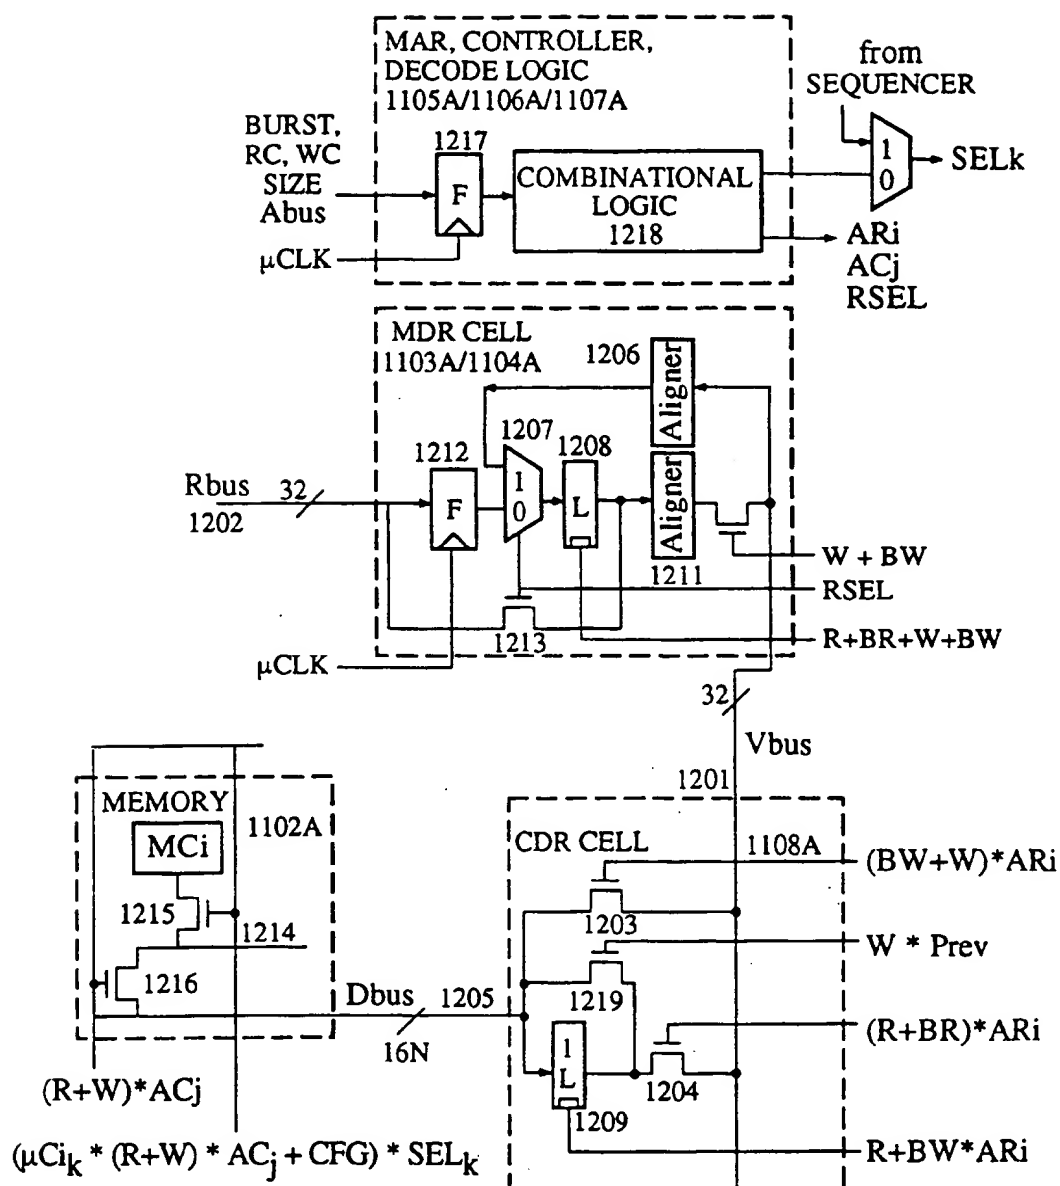 MAR, CONTROLLER,
DECODE LOGIC
1105A/1106A/1107A
from
SEQUENCER
BURST,
RC, WC
SIZE
Abus
1217
F
COMBINATIONAL
LOGIC
1218
1
0
SELk
μCLK
ARi
ACj
RSEL
MDR CELL
1103A/1104A
1206
Aligner
1207
1208
1212
Rbus
32
1202
F
1
0
L
Aligner
1211
W + BW
RSEL
1213
R+BR+W+BW
μCLK
32
Vbus
1201
MEMORY
1102A
MCi
1215
1214
1216
Dbus
1205
16N
CDR CELL
1108A
(BW+W)*ARi
1203
W * Prev
1219
(R+BR)*ARi
1
L
1204
1209
R+BW*ARi
(R+W)*ACj
(μCik * (R+W) * ACj + CFG) * SELk